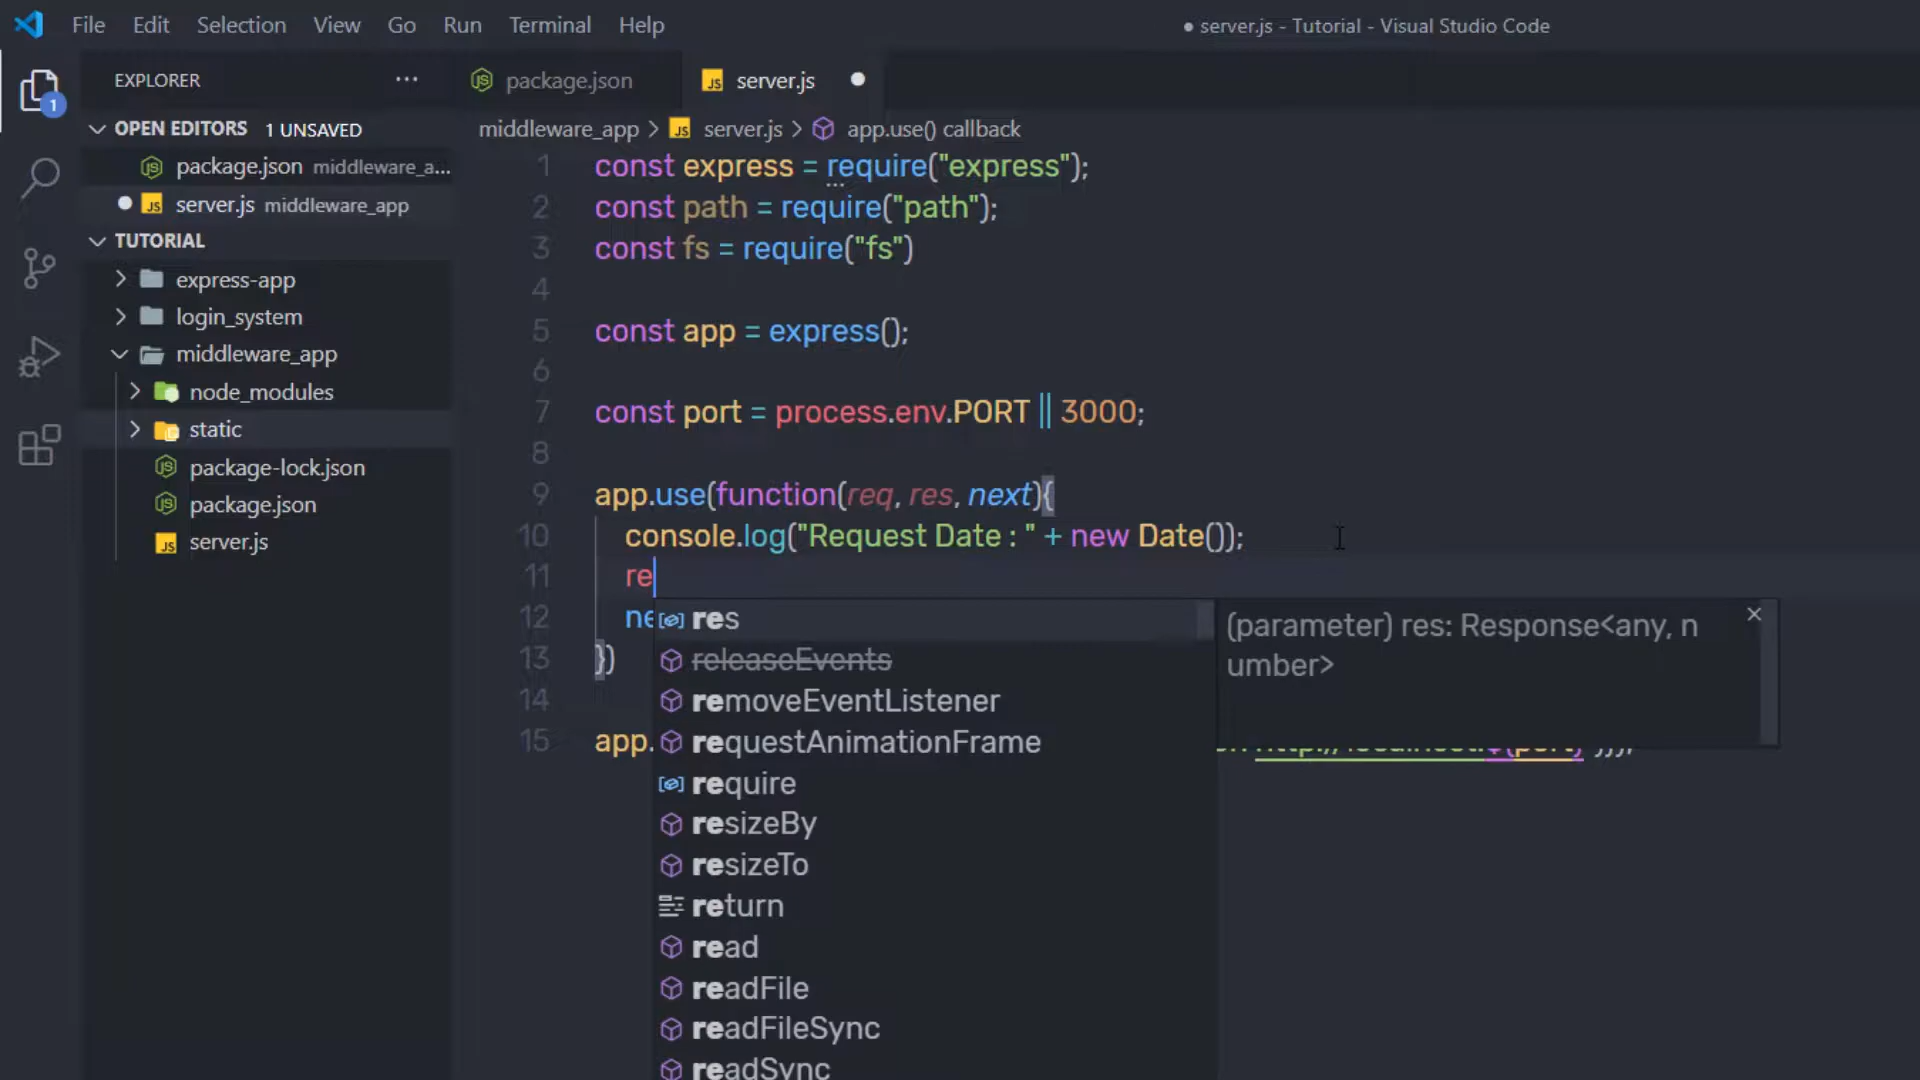 File Edit Selection View Go Run Terminal Help
● server.js - Tutorial - Visual Studio Code
EXPLORER ...
1
OPEN EDITORS 1 UNSAVED
package.json middleware_a...
server.js middleware_app
TUTORIAL
express-app
login_system
middleware_app
node_modules
static
package-lock.json
package.json
server.js
package.json
server.js
middleware_app > server.js > app.use() callback
1 const express = require("express");
2 const path = require("path");
3 const fs = require("fs")
4
5 const app = express();
6
7 const port = process.env.PORT || 3000;
8
9 app.use(function(req, res, next){
10 console.log("Request Date : " + new Date());
11 re
12 ne
13 })
14
15 app.
res
releaseEvents
removeEventListener
requestAnimationFrame
require
resizeBy
resizeTo
return
read
readFile
readFileSync
readSync
(parameter) res: Response<any, n
umber>